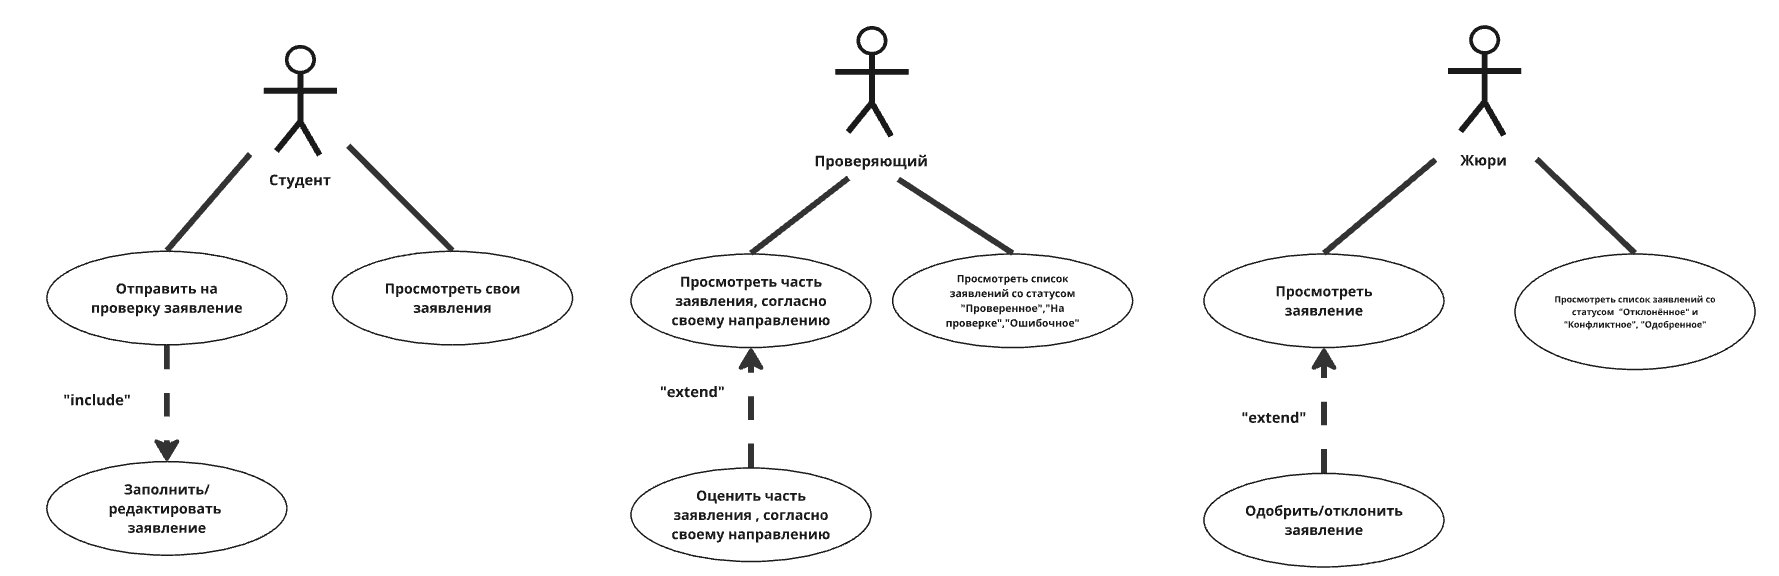 Студент
Отправить на
проверку заявление
Просмотреть свои
заявления
"include"
Заполнить/
редактировать
заявление
Проверяющий
Просмотреть часть
заявления, согласно
своему направлению
Просмотреть список
заявлений со статусом
"Проверенное","На
проверке","Ошибочное"
"extend"
Оценить часть
заявления , согласно
своему направлению
Жюри
Просмотреть
заявление
Просмотреть список заявлений со
статусом "Отклонённое" и
"Конфликтное", "Одобренное"
"extend"
Одобрить/отклонить
заявление